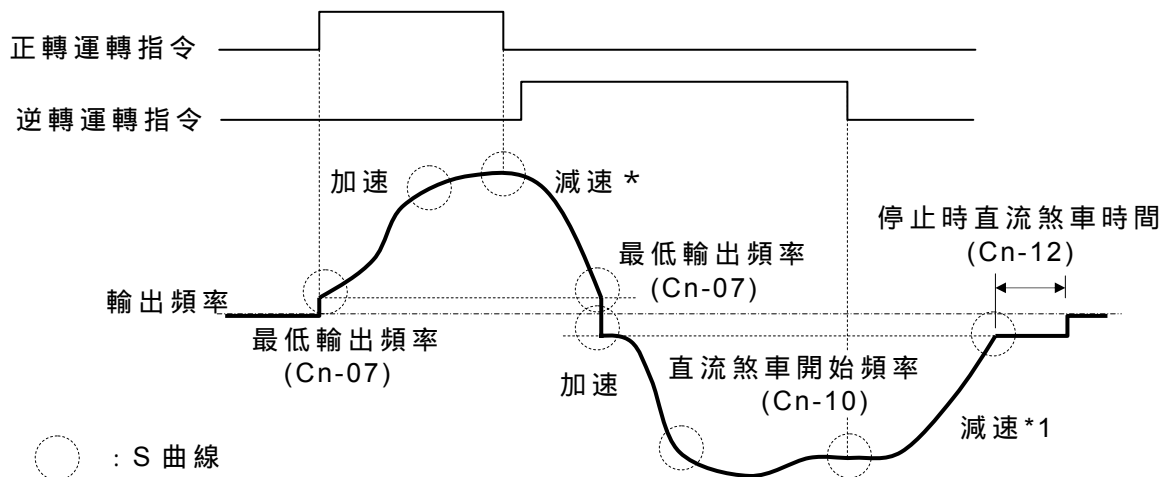 正轉運轉指令
逆轉運轉指令
加速
減速 *
停止時直流煞車時間
(Cn-12)
最低輸出頻率
(Cn-07)
輸出頻率
最低輸出頻率
(Cn-07)
加速
直流煞車開始頻率
(Cn-10)
減速*1
: S 曲線